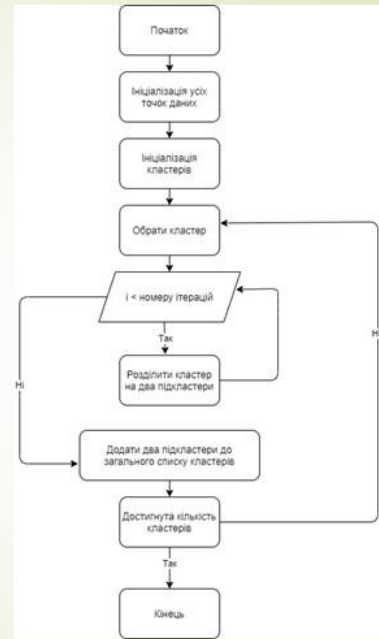 Початок
Ініціалізація усіх
точок даних
Ініціалізація
кластерів
Обрати кластер
і < номеру ітерацій
Так
Розділити кластер
на два підкластери
Ні
Ні
Додати два підкластери до
загального списку кластерів
Достигнута кількість
кластерів
Так
Кінець